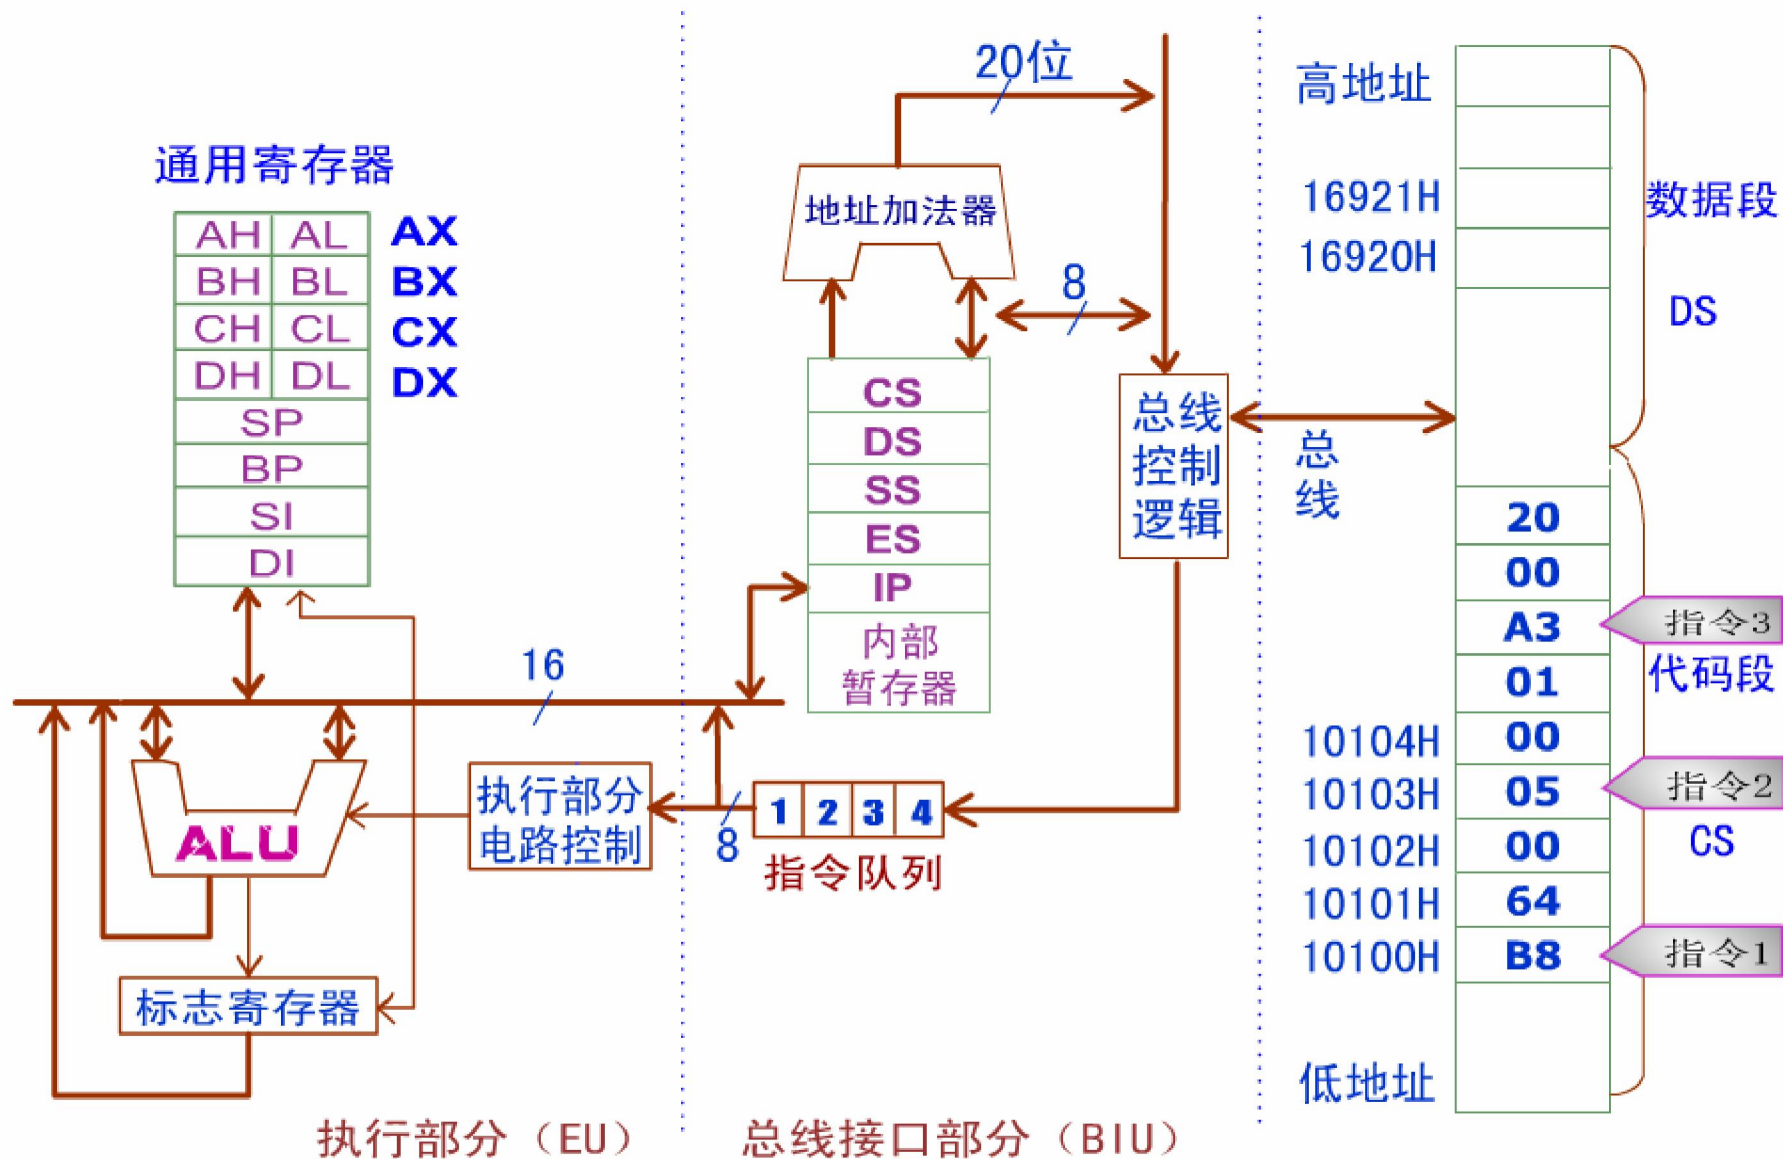 通用寄存器
AH AL AX
BH BL BX
CH CL CX
DH DL DX
SP
BP
SI
DI
16
ALU
执行部分
电路控制
标志寄存器
执行部分（EU）
20位
地址加法器
8
CS
DS
SS
ES
IP
内部
暂存器
总线
控制
逻辑
8
1 2 3 4
指令队列
总线接口部分（BIU）
总
线
高地址
16921H
16920H
数据段
DS
20
00
A3 指令3
01 代码段
10104H 00
10103H 05 指令2
10102H 00 CS
10101H 64
10100H B8 指令1
低地址